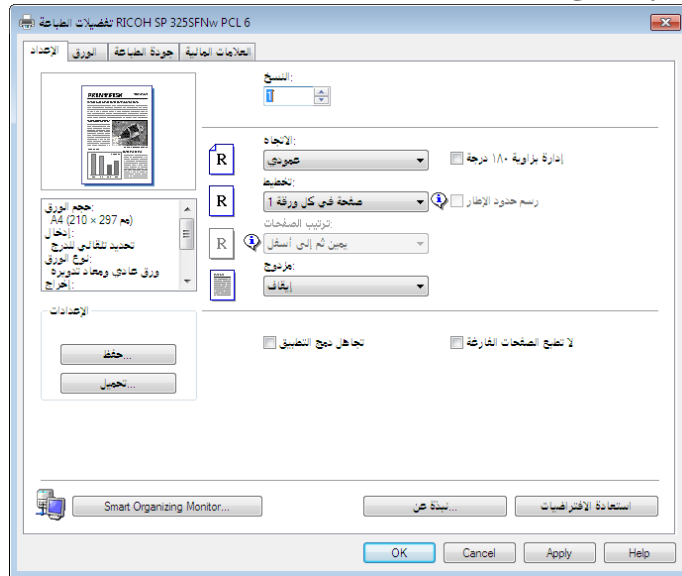 تفضيلات الطباعة RICOH SP 325SFNw PCL 6
الإعداد
الورق
جودة الطباعة
العلامات المائية
النسخ:
1
الاتجاه:
عمودي
إدارة بزاوية ١٨٠ درجة
تخطيط:
1 صفحة في كل ورقة
رسم حدود الإطار
ترتيب الصفحات:
يمين ثم إلى أسفل
مزدوج:
إيقاف
حجم الورق:
A4 (210 × 297 مم)
إدخال:
تحديد تلقائي للدرج
نوع الورق:
ورق عادي ومعاد تدويره
إخراج:
الإعدادات
حفظ...
تحميل...
تجاهل دمج التطبيق
لا تطبع الصفحات الفارغة
Smart Organizing Monitor...
نبذة عن...
استعادة الافتراضيات
OK
Cancel
Apply
Help